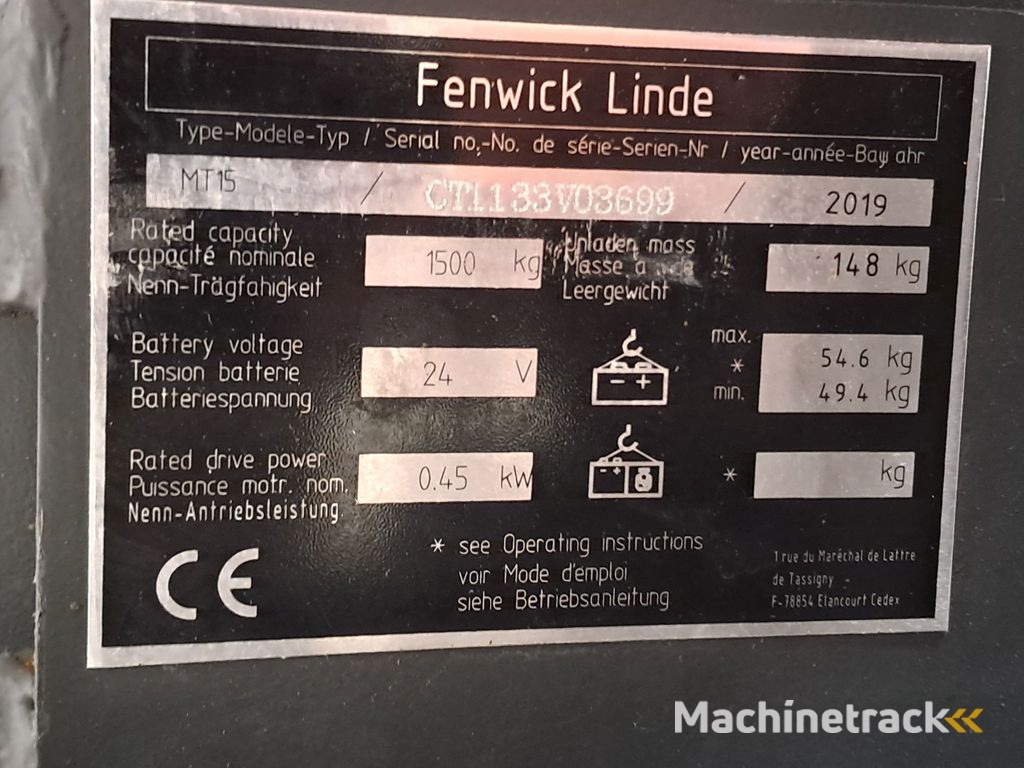 Fenwick Linde
Type-Modele-Typ / Serial no,-No. de série-Serien-Nr / year-année-Bauj ahr
MT15 / CT1133V03699 / 2019
Rated capacity
capacité nominale
Nenn-Trägfahigkeit
1500 kg
Unladen mass
Masse à
Leergewicht
148 kg
Battery voltage
Tension batterie
Batteriespannung
24 V
max.
*
min.
54.6 kg
49.4 kg
Rated drive power
Puissance motr. nom.
Nenn-Antriebsleistung.
0.45 kW
*
kg
CE
* see Operating instructions
voir Mode d'emploi
siehe Betriebsanleitung
1 rue du Maréchal de Lattre
de Tassigny -
F-78854 Elancourt Cedex
Machinetrack